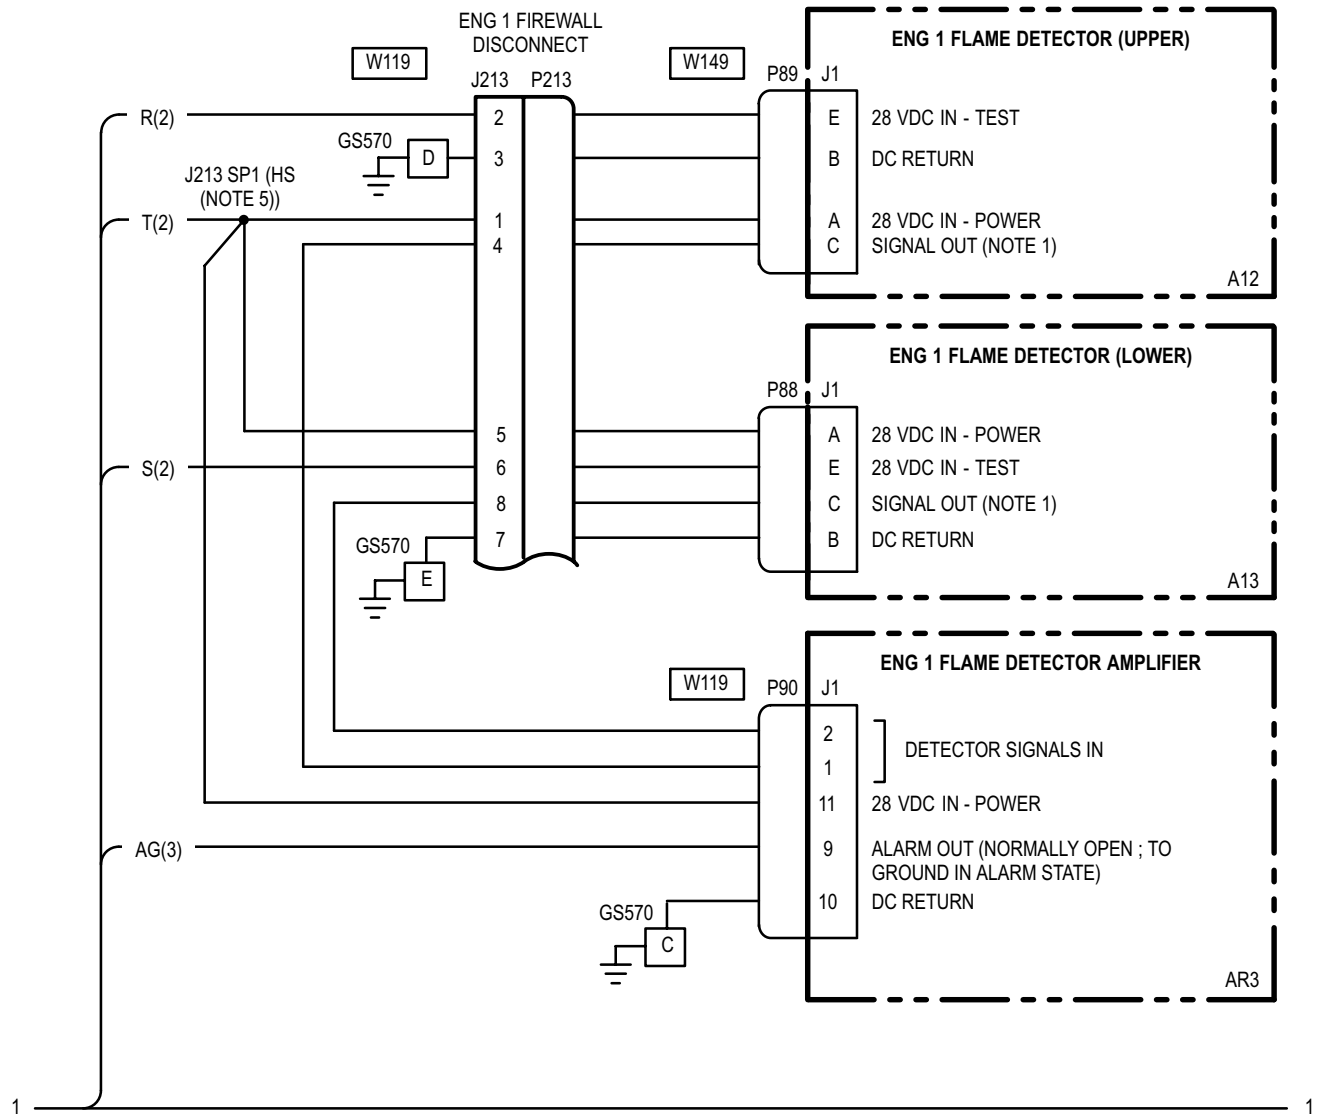 ENG 1 FIREWALL
DISCONNECT
W119
J213 P213
W149
P89 J1
ENG 1 FLAME DETECTOR (UPPER)
R(2)
2
E 28 VDC IN - TEST
GS570
D
3
B DC RETURN
J213 SP1 (HS
(NOTE 5))
T(2)
1
A 28 VDC IN - POWER
4
C SIGNAL OUT (NOTE 1)
A12
ENG 1 FLAME DETECTOR (LOWER)
P88 J1
5
A 28 VDC IN - POWER
S(2)
6
E 28 VDC IN - TEST
8
C SIGNAL OUT (NOTE 1)
GS570
E
7
B DC RETURN
A13
ENG 1 FLAME DETECTOR AMPLIFIER
W119
P90 J1
2
1
DETECTOR SIGNALS IN
11 28 VDC IN - POWER
AG(3)
9 ALARM OUT (NORMALLY OPEN ; TO
GROUND IN ALARM STATE)
10 DC RETURN
GS570
C
AR3
1 1